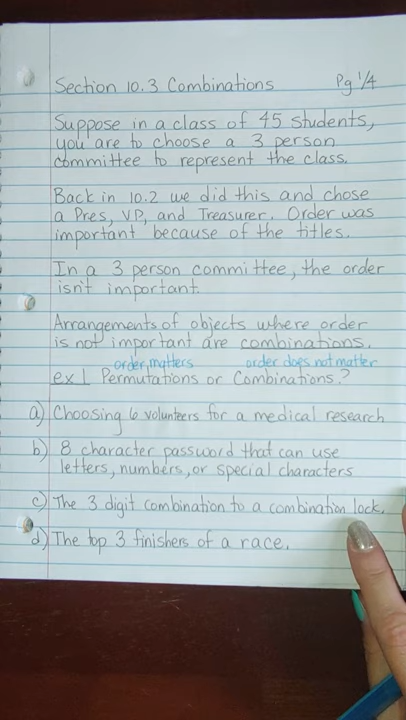 Section 10.3 Combinations Pg 1/4
Suppose in a class of 45 students,
you are to choose a 3 person
committee to represent the class.
Back in 10.2 we did this and chose
a Pres, VP, and Treasurer. Order was
important because of the titles.
In a 3 person committee, the order
isn't important.
Arrangements of objects where order
is not important are combinations.
order matters order does not matter
ex 1 Permutations or Combinations?
a) Choosing 6 volunteers for a medical research
b) 8 character password that can use
letters, numbers, or special characters
c) The 3 digit combination to a combination lock.
d) The top 3 finishers of a race.